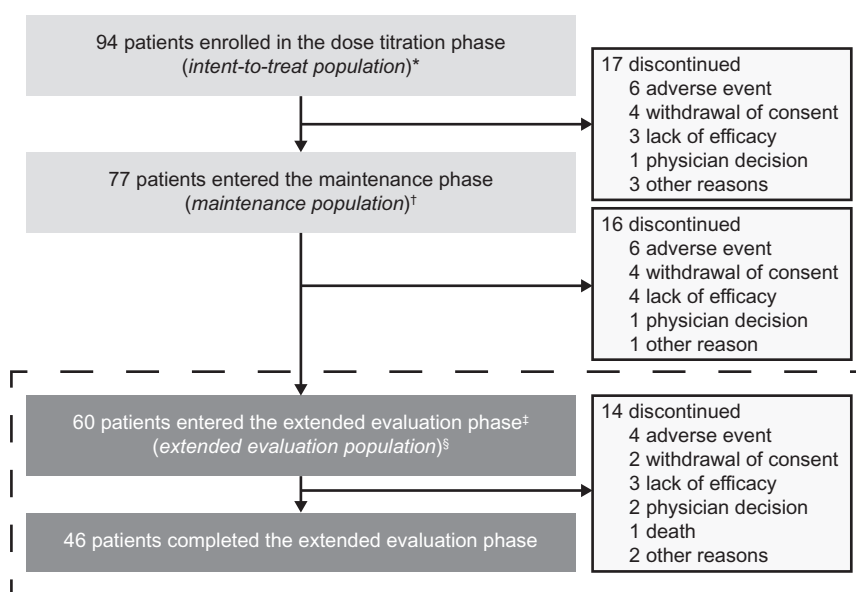 94 patients enrolled in the dose titration phase
(intent-to-treat population)*
17 discontinued
6 adverse event
4 withdrawal of consent
3 lack of efficacy
1 physician decision
3 other reasons
77 patients entered the maintenance phase
(maintenance population)†
16 discontinued
6 adverse event
4 withdrawal of consent
4 lack of efficacy
1 physician decision
1 other reason
60 patients entered the extended evaluation phase‡
(extended evaluation population)§
14 discontinued
4 adverse event
2 withdrawal of consent
3 lack of efficacy
2 physician decision
1 death
2 other reasons
46 patients completed the extended evaluation phase